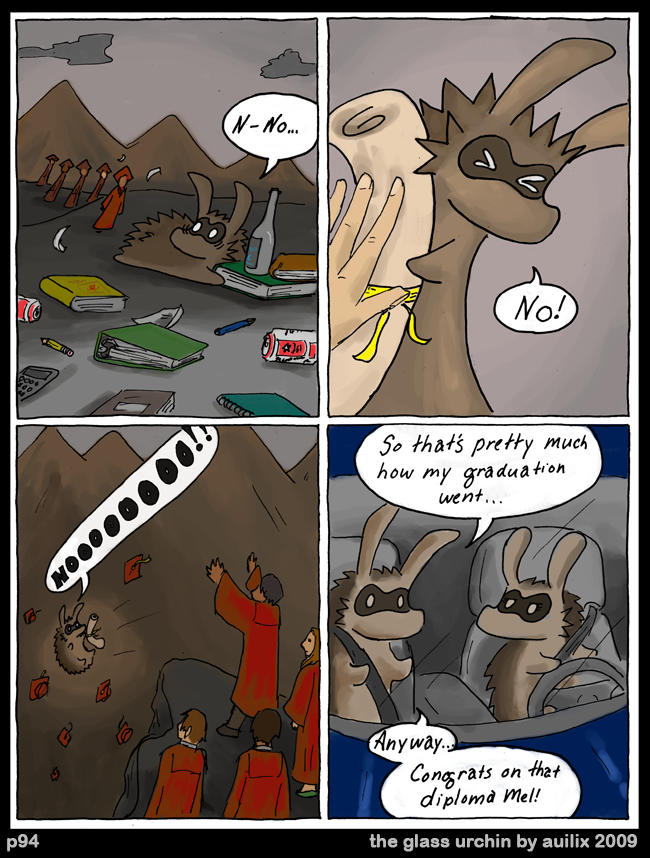 N-No...
No!
NOOOOOOOO!!
So that's pretty much
how my graduation
went...
Anyway...
Congrats on that
diploma Mel!
p94
the glass urchin by auilix 2009